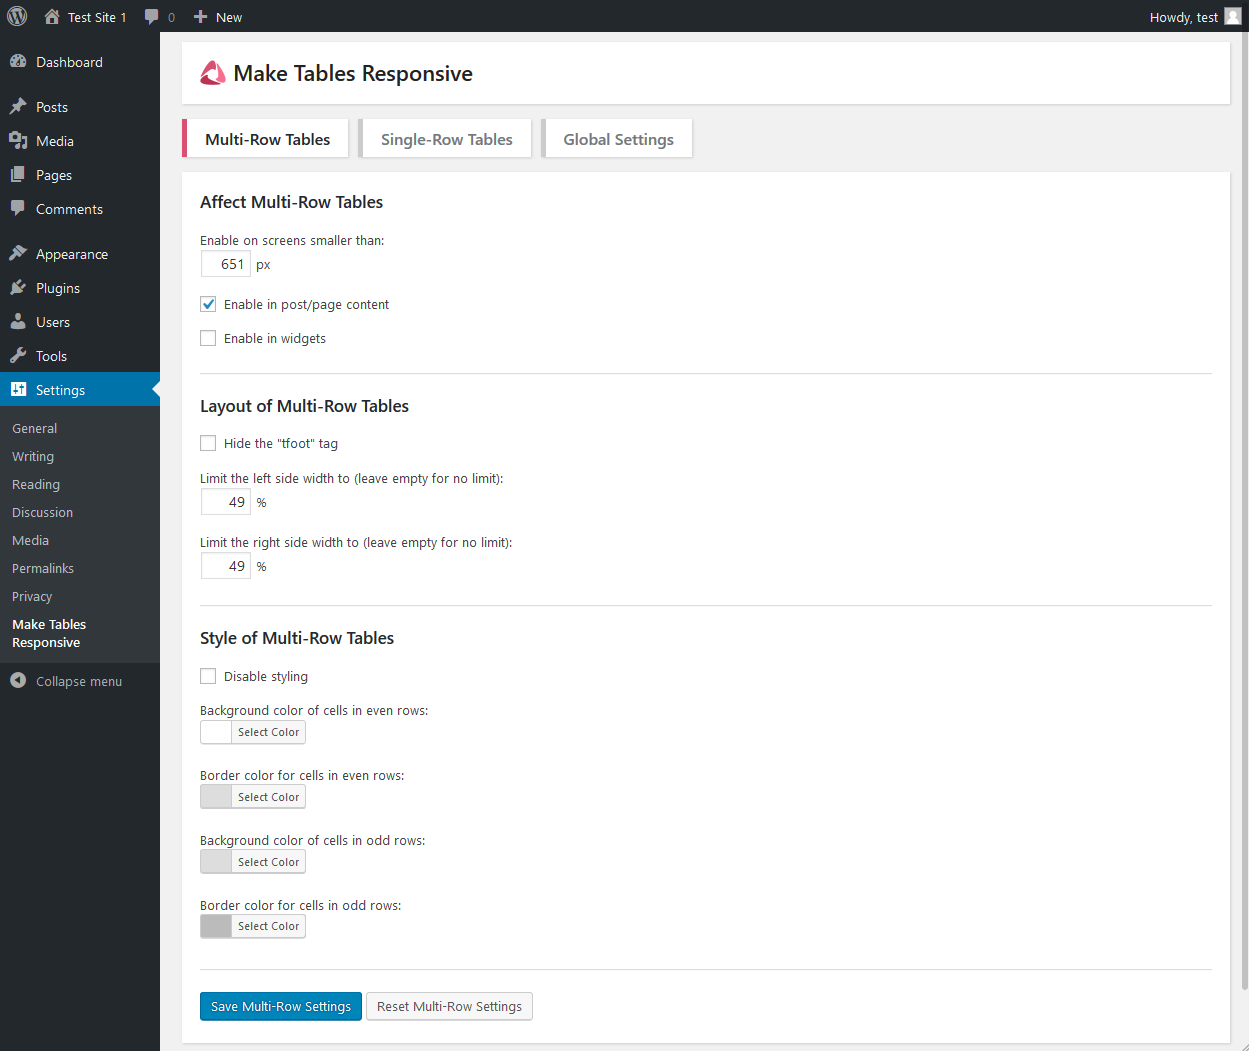 Test Site 1 0 New Howdy, test
Dashboard
Posts
Media
Pages
Comments
Appearance
Plugins
Users
Tools
Settings
General
Writing
Reading
Discussion
Media
Permalinks
Privacy
Make Tables
Responsive
Collapse menu
Make Tables Responsive
Multi-Row Tables Single-Row Tables Global Settings
Affect Multi-Row Tables
Enable on screens smaller than:
651 px
Enable in post/page content
Enable in widgets
Layout of Multi-Row Tables
Hide the "tfoot" tag
Limit the left side width to (leave empty for no limit):
49 %
Limit the right side width to (leave empty for no limit):
49 %
Style of Multi-Row Tables
Disable styling
Background color of cells in even rows:
Select Color
Border color for cells in even rows:
Select Color
Background color of cells in odd rows:
Select Color
Border color for cells in odd rows:
Select Color
Save Multi-Row Settings Reset Multi-Row Settings